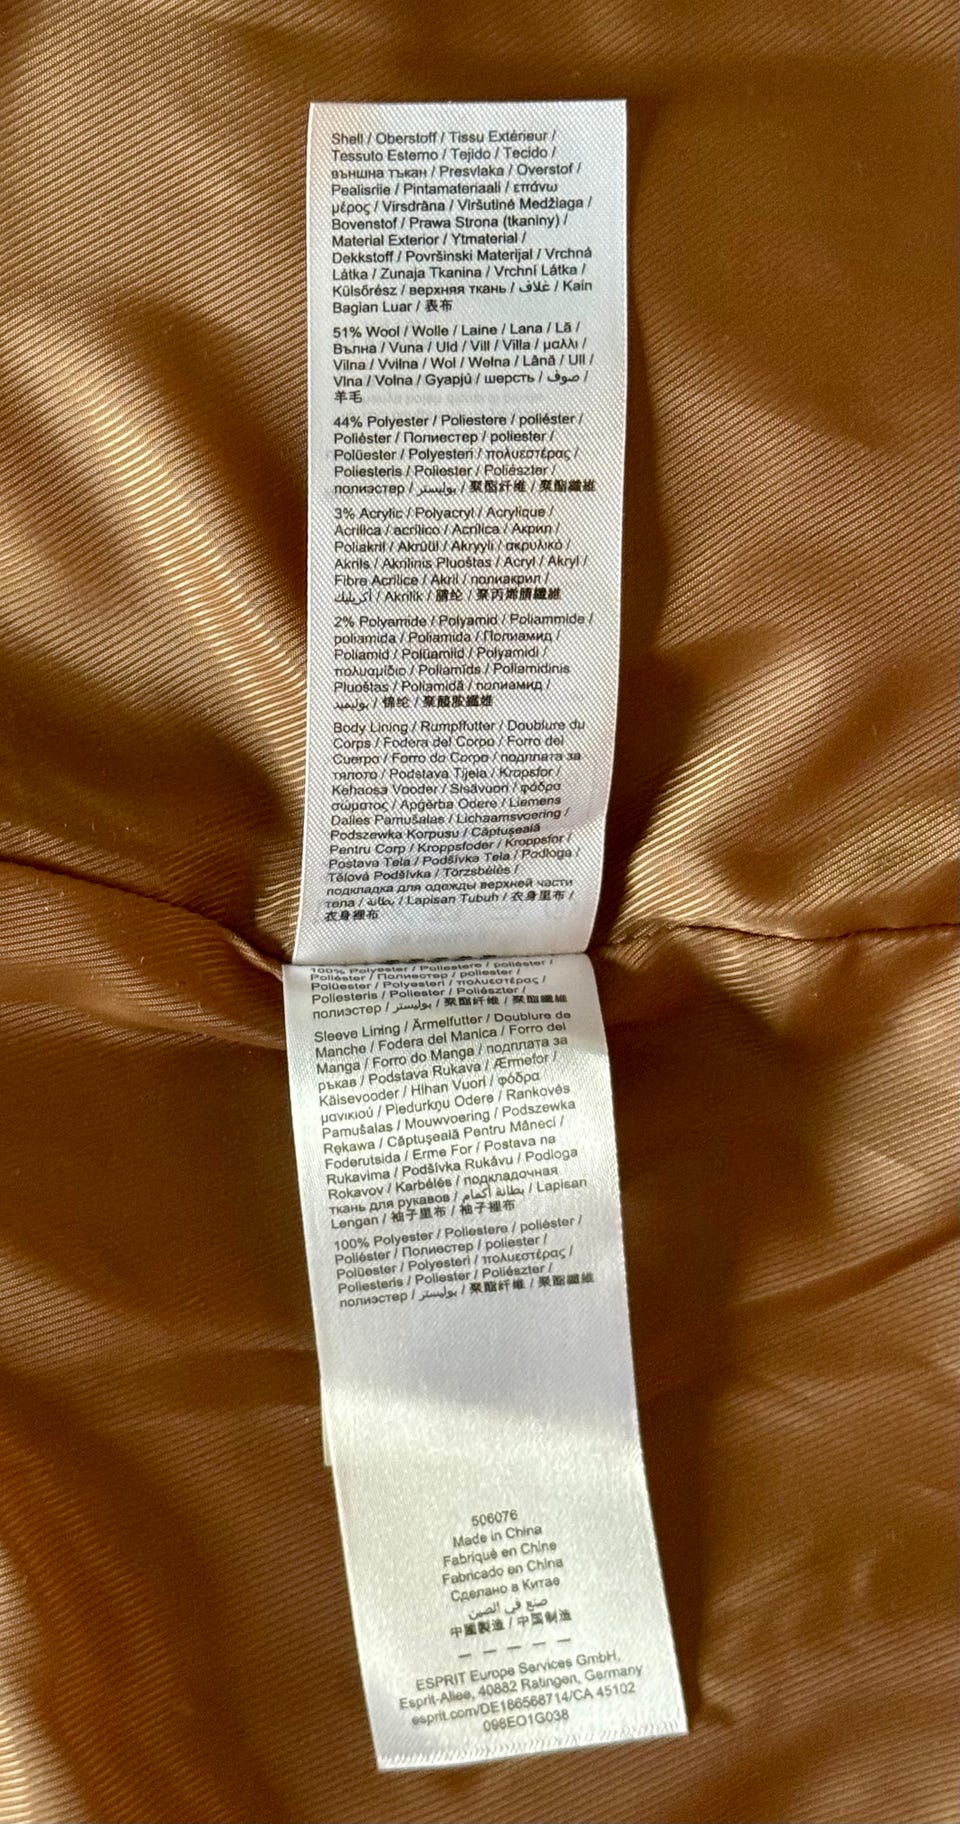 Shell / Oberstoff / Tissu Extérieur /
Tessuto Esterno / Tejido / Tecido /
външна тъкан / Presvlaka / Overstof /
Pealisriie / Pintamateriaali / επάνω
μέρος / Virsdrāna / Viršutinė Medžiaga /
Bovenstof / Prawa Strona (tkaniny) /
Material Exterior / Ytmaterial /
Dekkstoff / Površinski Materijal / Vrchná
Látka / Zunaja Tkanina / Vrchní Látka /
Külsőrész / верхняя ткань / غلاف / Kain
Bagian Luar / 表布
51% Wool / Wolle / Laine / Lana / Lã /
Вълна / Vuna / Uld / Vill / Villa / μαλλι /
Vilna / Vvilna / Wol / Wełna / Lână / Ull /
Vlna / Volna / Gyapjú / шерсть / صوف /
羊毛
44% Polyester / Poliestere / poliéster /
Poliéster / Полиестер / poliester /
Polüester / Polyesteri / πολυεστέρας /
Poliesteris / Poliester / Poliészter /
полиэстер / بوليستر / 聚酯纤维 / 聚酯纖維
3% Acrylic / Polyacryl / Acrylique /
Acrilica / acrílico / Acrílica / Акрил /
Poliakril / Akrüül / Akryyli / ακρυλικό /
Akrils / Akrilinis Pluoštas / Acryl / Akryl /
Fibre Acrilice / Akril / полиакрил /
أكريليك / Akrilik / 腈纶 / 聚丙烯腈纖維
2% Polyamide / Polyamid / Poliammide /
poliamida / Poliamida / Полиамид /
Poliamid / Polüamiid / Polyamidi /
πολυαμίδιο / Poliamīds / Poliamidinis
Pluoštas / Poliamidă / полиамид /
بوليميد / 锦纶 / 聚醯胺纖維
Body Lining / Rumpffutter / Doublure du
Corps / Fodera del Corpo / Forro del
Cuerpo / Forro do Corpo / подплата за
тялото / Podstava Tijela / Kropsfor /
Kehaosa Vooder / Sisävuori / φόδρα
σώματος / Apģērba Odere / Liemens
Dalies Pamušalas / Lichaamsvoering /
Podszewka Korpusu / Căptuşeală
Pentru Corp / Kroppsfoder / Kroppsfor /
Postava Tela / Podšívka Tela / Podloga /
Tělová Podšívka / Törzsbélés /
подкладка для одежды верхней части
тела / بطانة / Lapisan Tubuh / 衣身里布 /
衣身裡布
100% Polyester / Poliestere / poliéster /
Poliéster / Полиестер / poliester /
Polüester / Polyesteri / πολυεστέρας /
Poliesteris / Poliester / Poliészter /
полиэстер / بوليستر / 聚酯纤维 / 聚酯纖維
Sleeve Lining / Ärmelfutter / Doublure de
Manche / Fodera del Manica / Forro del
Manga / Forro do Manga / подплата за
ръкав / Podstava Rukava / Ærmefor /
Käisevooder / Hihan Vuori / φόδρα
μανικιού / Piedurkņu Odere / Rankovės
Pamušalas / Mouwvoering / Podszewka
Rękawa / Căptuşeală Pentru Mâneci /
Foderutsida / Erme For / Postava na
Rukavima / Podšívka Rukávu / Podloga
Rokavov / Karbélés / подкладочная
ткань для рукавов / بطانة أكمام / Lapisan
Lengan / 袖子里布 / 袖子裡布
100% Polyester / Poliestere / poliéster /
Poliéster / Полиестер / poliester /
Polüester / Polyesteri / πολυεστέρας /
Poliesteris / Poliester / Poliészter /
полиэстер / بوليستر / 聚酯纤维 / 聚酯纖維
506076
Made in China
Fabriqué en Chine
Fabricado en China
Сделано в Китае
صنع في الصين
中國製造 / 中国制造
— — — — —
ESPRIT Europe Services GmbH,
Esprit-Allee, 40882 Ratingen, Germany
esprit.com/DE186568714/CA 45102
098EO1G038